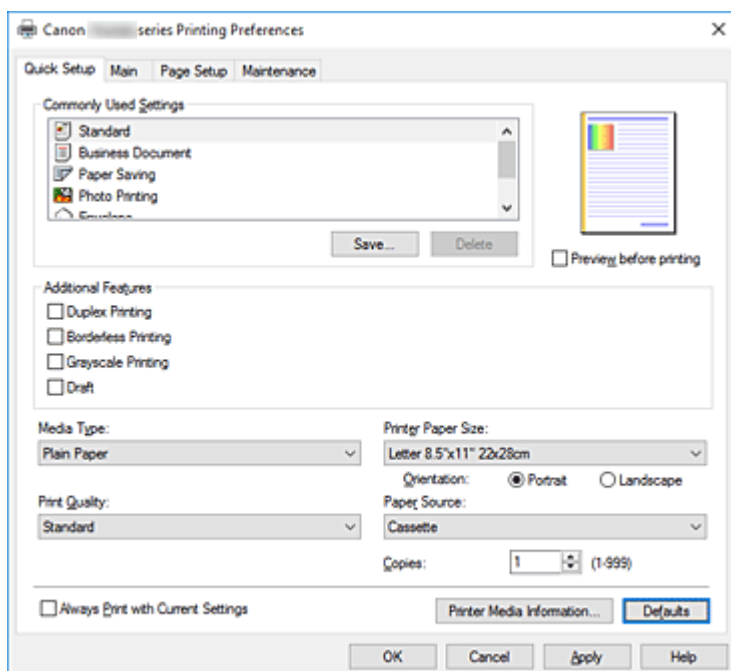 Canon series Printing Preferences
Quick Setup Main Page Setup Maintenance
Commonly Used Settings
Standard
Business Document
Paper Saving
Photo Printing
Envelope
Save... Delete
Preview before printing
Additional Features
Duplex Printing
Borderless Printing
Grayscale Printing
Draft
Media Type: Printer Paper Size:
Plain Paper Letter 8.5"x11" 22x28cm
Orientation: Portrait Landscape
Print Quality: Paper Source:
Standard Cassette
Copies: 1 (1-999)
Always Print with Current Settings Printer Media Information... Defaults
OK Cancel Apply Help